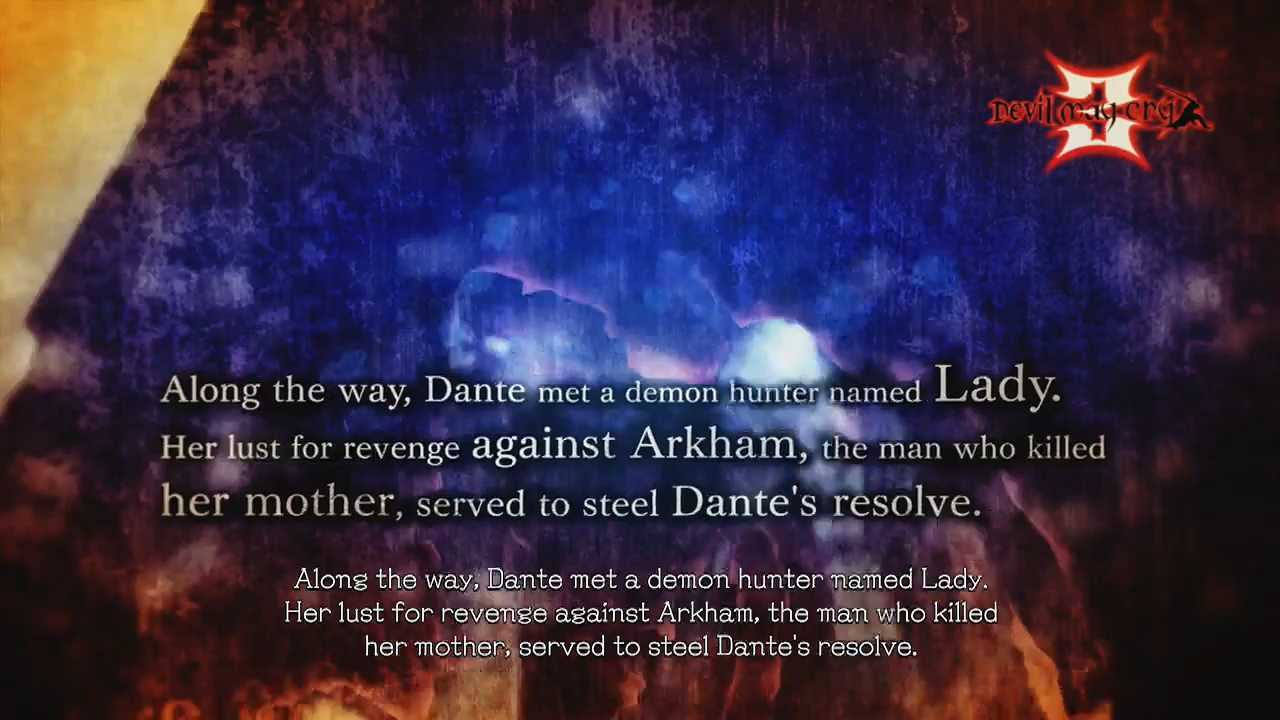 Devil may cry
3
Along the way, Dante met a demon hunter named Lady.
Her lust for revenge against Arkham, the man who killed
her mother, served to steel Dante's resolve.
Along the way, Dante met a demon hunter named Lady.
Her lust for revenge against Arkham, the man who killed
her mother, served to steel Dante's resolve.